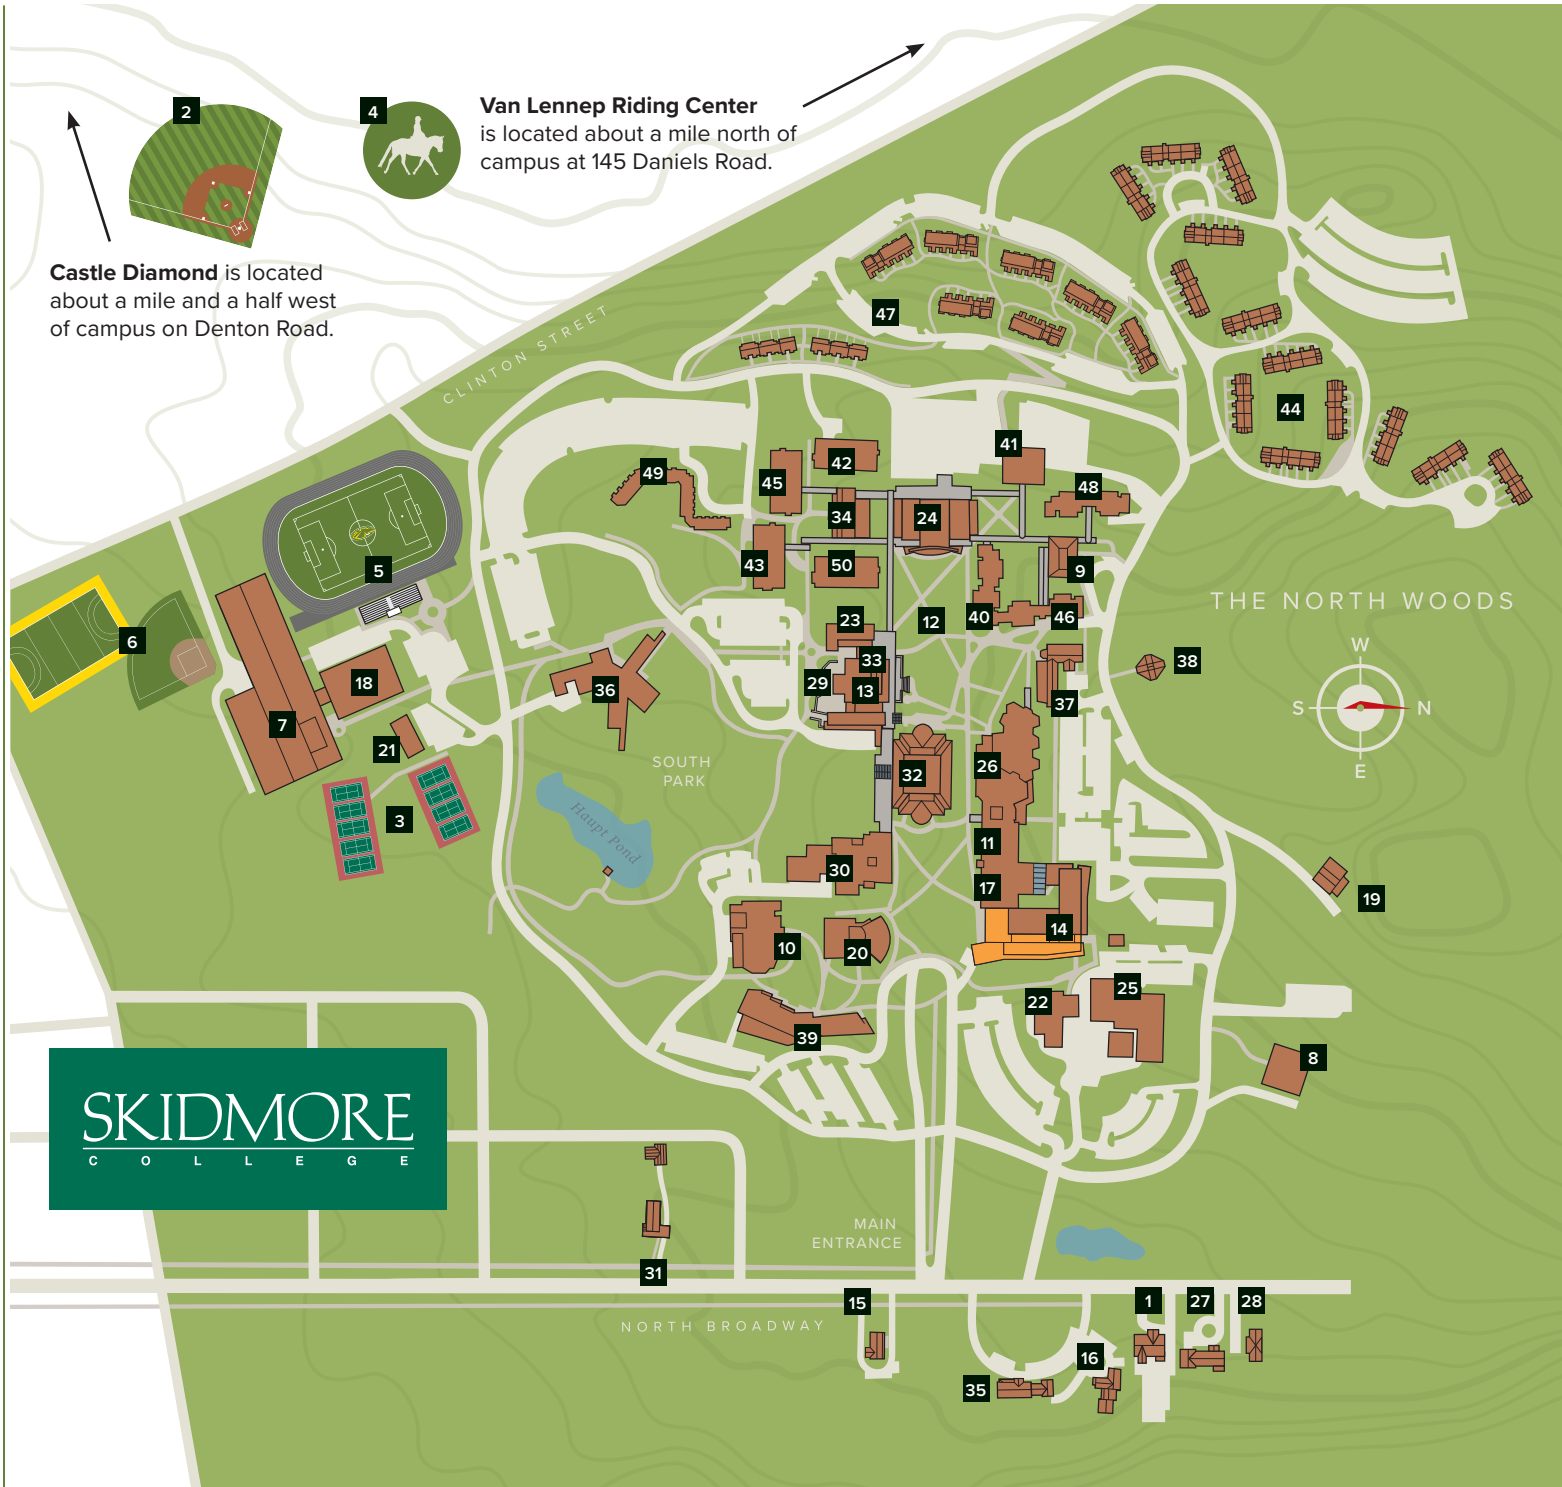 2
4
Van Lennep Riding Center
is located about a mile north of
campus at 145 Daniels Road.
Castle Diamond is located
about a mile and a half west
of campus on Denton Road.
CLINTON STREET
47
44
41
42
49
45
48
34
24
43
50
9
5
THE NORTH WOODS
6
23
12
40
46
W
S
N
E
33
38
18
29
13
36
37
7
21
SOUTH
PARK
26
32
3
Haupt Pond
11
30
17
19
14
10
20
25
22
39
8
SKIDMORE
COLLEGE
MAIN
ENTRANCE
31
15
1
27
28
NORTH BROADWAY
16
35